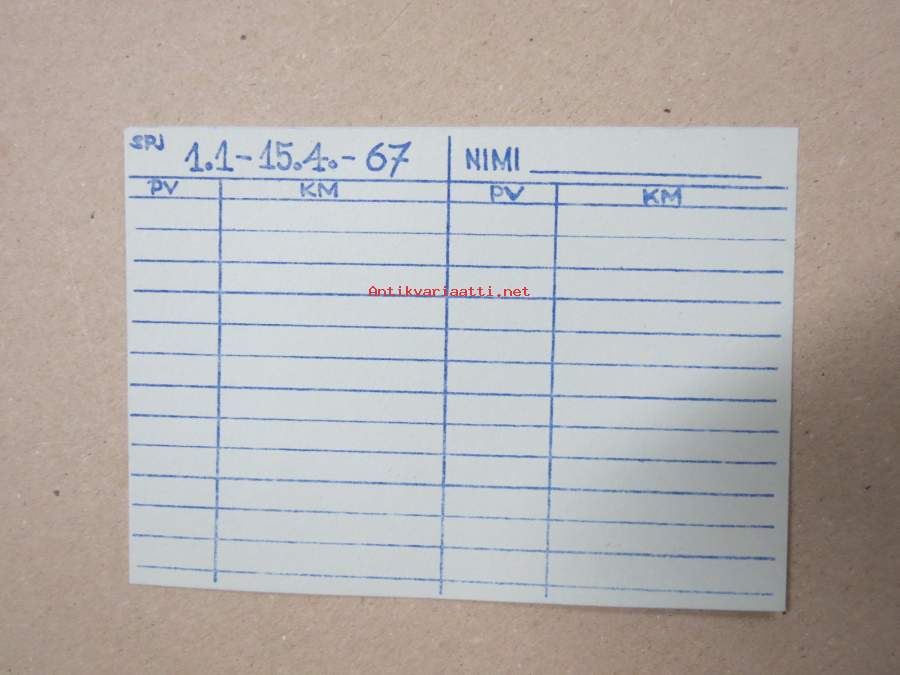 SPJ 1.1-15.4.-67 NIMI
PV KM PV KM
Antikvariaatti.net